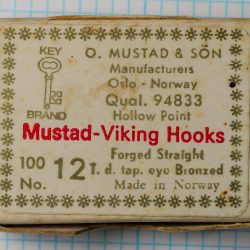 KEY
BRAND
O. MUSTAD & SÖN
Manufacturers
Oslo - Norway
Qual. 94833
Hollow Point
Mustad-Viking Hooks
Forged Straight
100 12 T. d. tap. eye Bronzed
No. Made in Norway